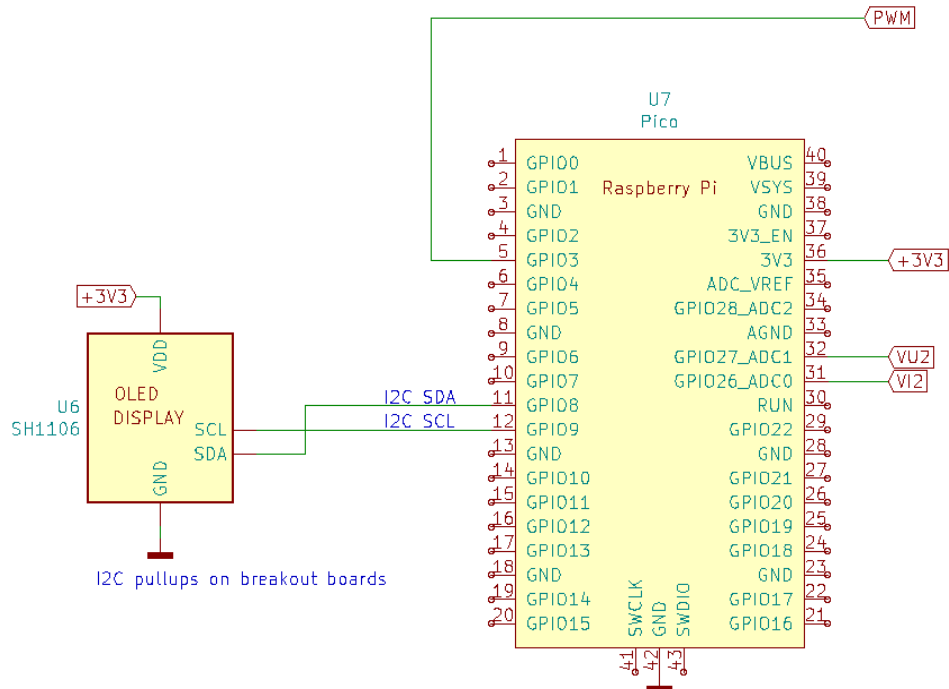 PWM
U7
Pico
Raspberry Pi
1 GPIO0 VBUS 40
2 GPIO1 VSYS 39
3 GND GND 38
4 GPIO2 3V3_EN 37
5 GPIO3 3V3 36 +3V3
6 GPIO4 ADC_VREF 35
7 GPIO5 GPIO28_ADC2 34
8 GND AGND 33
9 GPIO6 GPIO27_ADC1 32 VU2
10 GPIO7 GPIO26_ADC0 31 VI2
I2C SDA 11 GPIO8 RUN 30
I2C SCL 12 GPIO9 GPIO22 29
13 GND GND 28
14 GPIO10 GPIO21 27
15 GPIO11 GPIO20 26
16 GPIO12 GPIO19 25
17 GPIO13 GPIO18 24
18 GND GND 23
19 GPIO14 GPIO17 22
20 GPIO15 GPIO16 21
SWCLK GND SWDIO
41 42 43
+3V3
VDD
OLED
DISPLAY
U6
SH1106
SCL
SDA
GND
I2C pullups on breakout boards